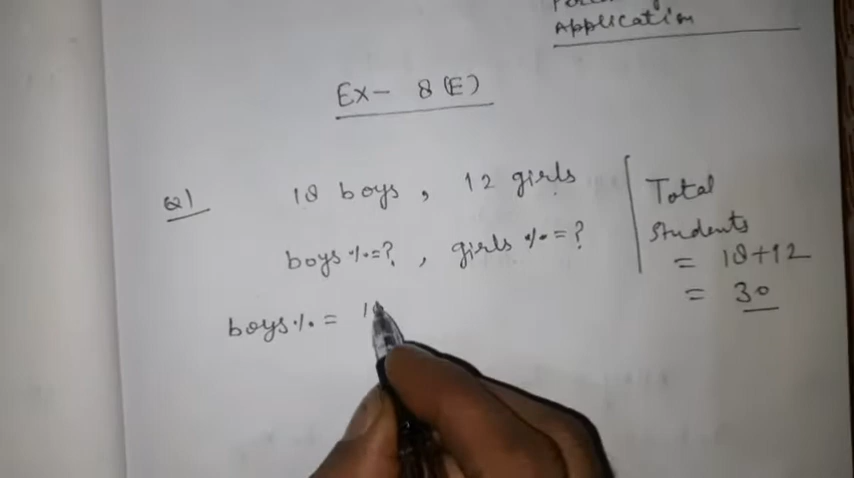 Application
Ex- 8(E)
Q1 18 boys, 12 girls
boys %=?, girls %=?
Total
students
= 18+12
= 30
boys % =